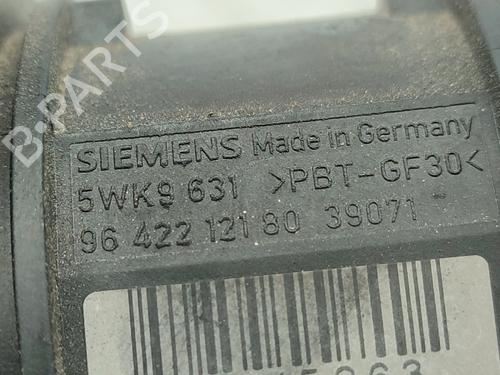 B-PARTS
SIEMENS Made in Germany
5WK9 631 >PBT-GF30<
96 422 121 80 39071